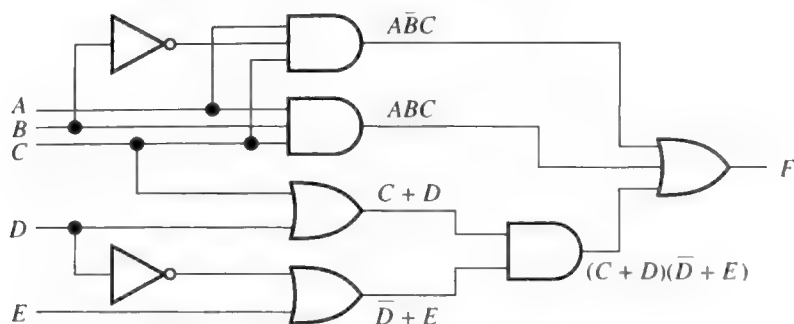 AB̄C
A
B
C
ABC
F
C + D
D
(C + D)(D̄ + E)
E
D̄ + E